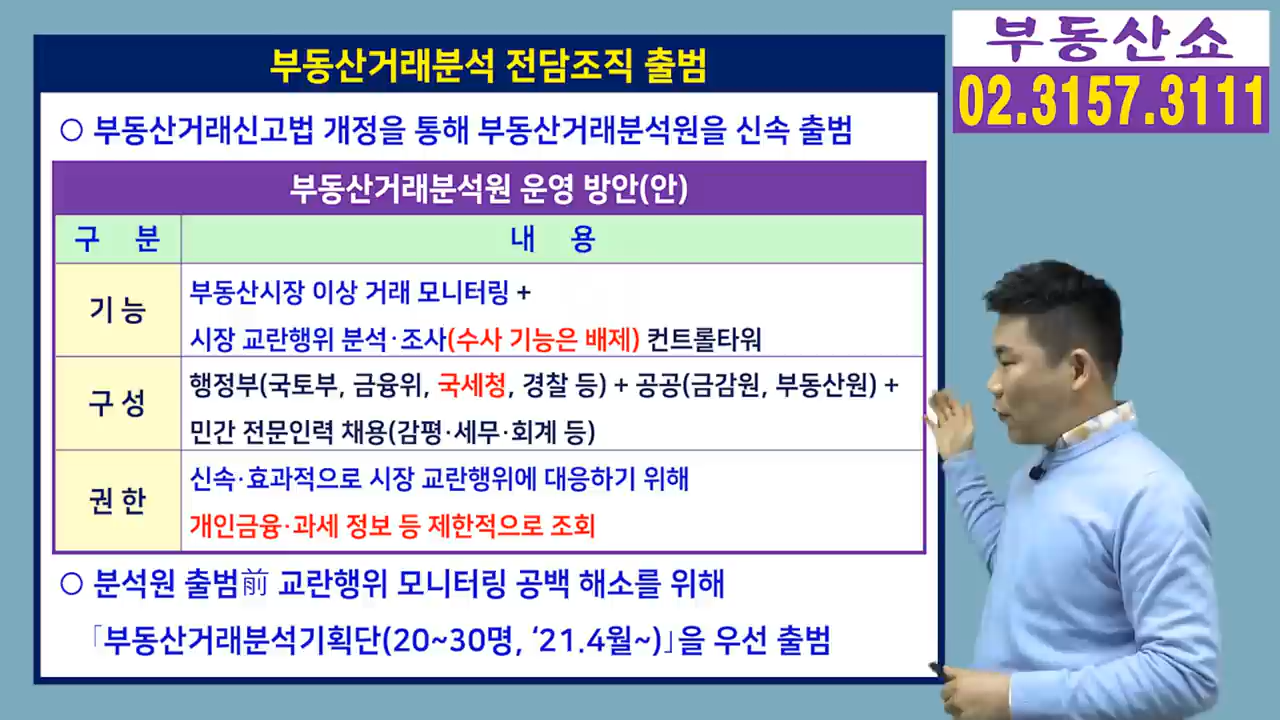 부동산거래분석 전담조직 출범
부동산쇼
02.3157.3111
○ 부동산거래신고법 개정을 통해 부동산거래분석원을 신속 출범
부동산거래분석원 운영 방안(안)
구 분 내 용
기 능
부동산시장 이상 거래 모니터링 +
시장 교란행위 분석·조사(수사 기능은 배제) 컨트롤타워
구 성
행정부(국토부, 금융위, 국세청, 경찰 등) + 공공(금감원, 부동산원) +
민간 전문인력 채용(감평·세무·회계 등)
권 한
신속·효과적으로 시장 교란행위에 대응하기 위해
개인금융·과세 정보 등 제한적으로 조회
○ 분석원 출범前 교란행위 모니터링 공백 해소를 위해
「부동산거래분석기획단(20~30명, ‘21.4월~)」을 우선 출범